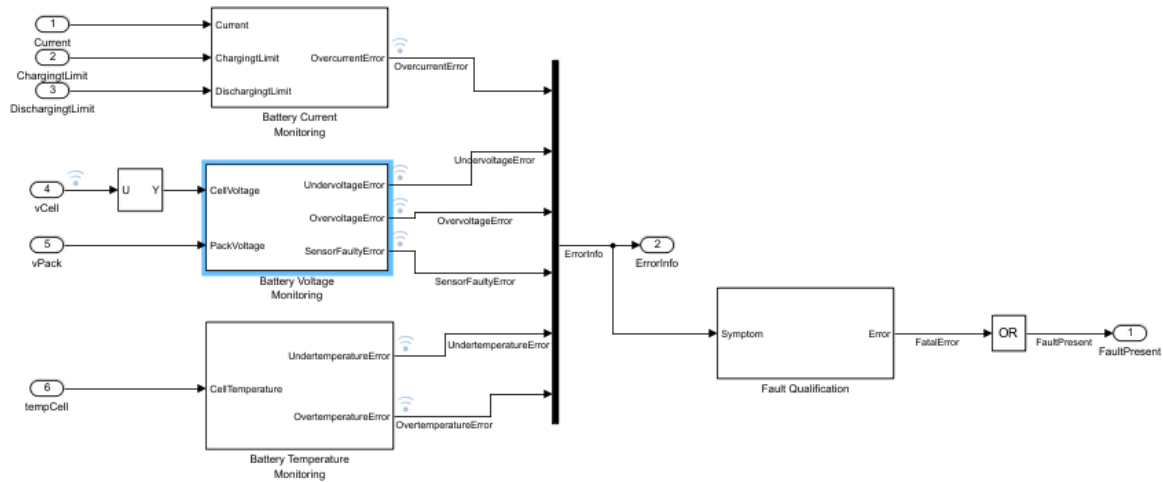 1
Current
2
ChargingtLimit
3
DischargingtLimit
Current
ChargingtLimit
DischargingtLimit
OvercurrentError
OvercurrentError
Battery Current
Monitoring
4
vCell
U Y
5
vPack
CellVoltage
PackVoltage
UndervoltageError
OvervoltageError
SensorFaultyError
Battery Voltage
Monitoring
UndervoltageError
OvervoltageError
SensorFaultyError
6
tempCell
CellTemperature
UndertemperatureError
OvertemperatureError
Battery Temperature
Monitoring
UndertemperatureError
OvertemperatureError
ErrorInfo
2
ErrorInfo
Symptom
Error
Fault Qualification
FatalError
OR
FaultPresent
1
FaultPresent